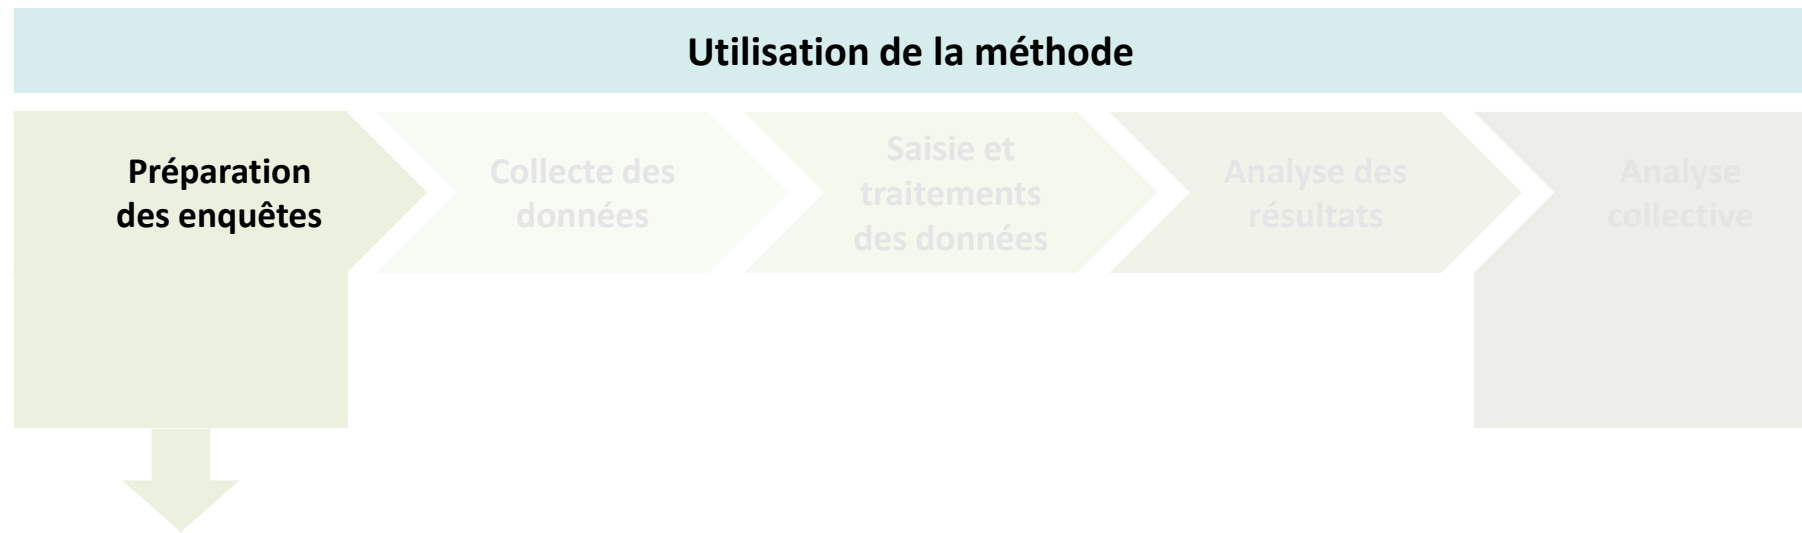 Utilisation de la méthode
Préparation
des enquêtes
Collecte des
données
Saisie et
traitements
des données
Analyse des
résultats
Analyse
collective